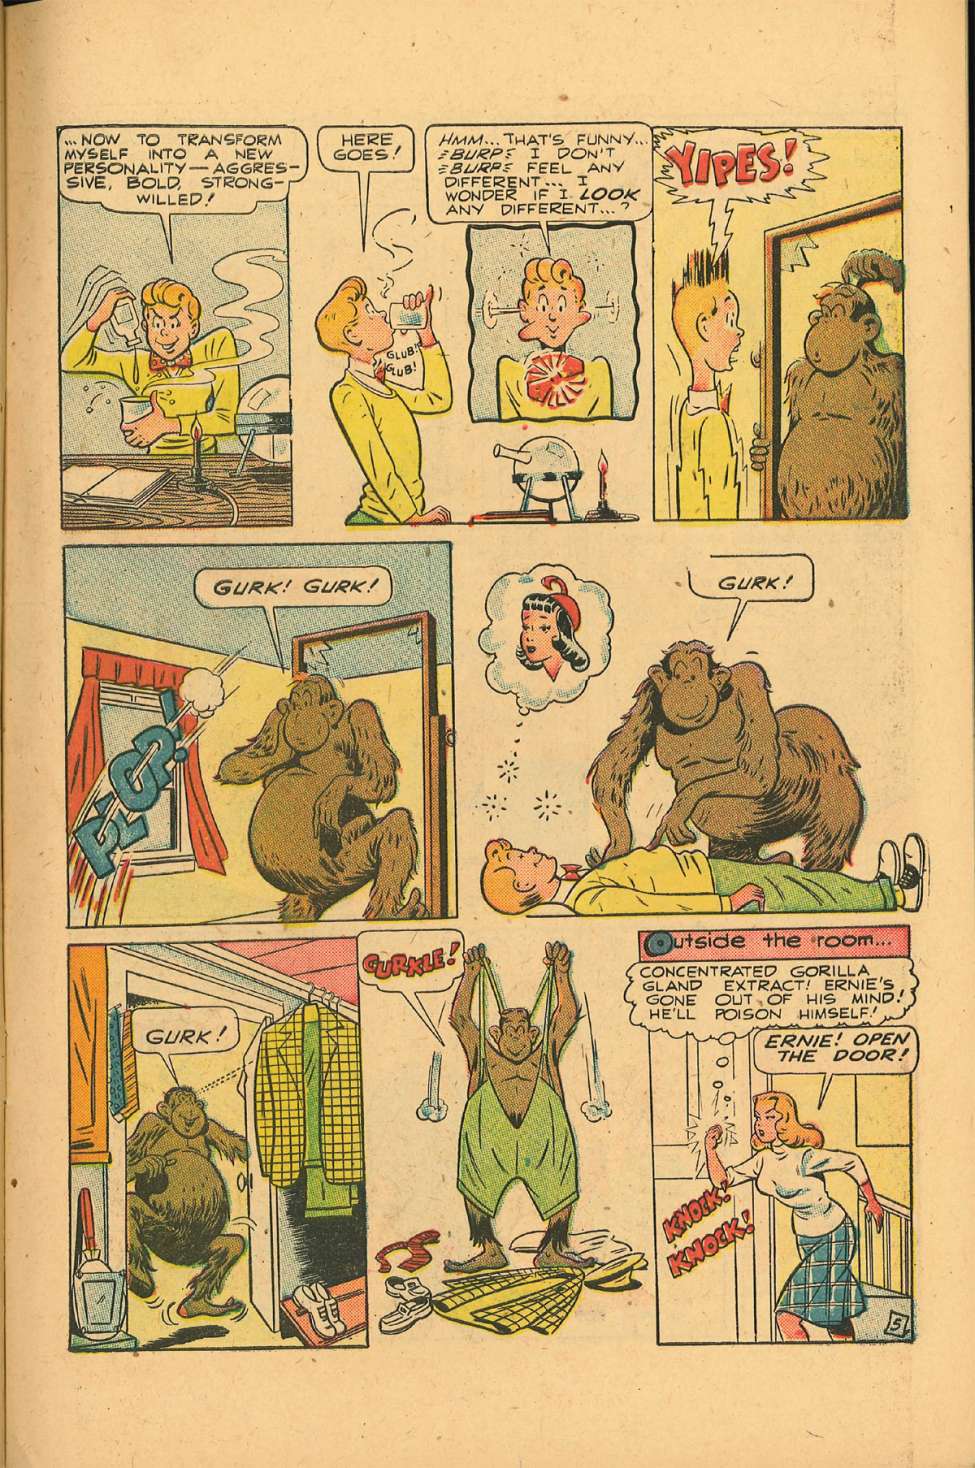 ...NOW TO TRANSFORM
MYSELF INTO A NEW
PERSONALITY—AGGRES-
SIVE, BOLD, STRONG-
WILLED!
HERE
GOES!
GLUB!
GLUB!
HMM... THAT'S FUNNY...
BURP I DON'T
BURP FEEL ANY
DIFFERENT... I
WONDER IF I LOOK
ANY DIFFERENT...?
YIPES!
GURK! GURK!
PLOP!
GURK!
GURK!
GURKLE!
Outside the room...
CONCENTRATED GORILLA
GLAND EXTRACT! ERNIE'S
GONE OUT OF HIS MIND!
HE'LL POISON HIMSELF!
ERNIE! OPEN
THE DOOR!
KNOCK!
KNOCK!
5